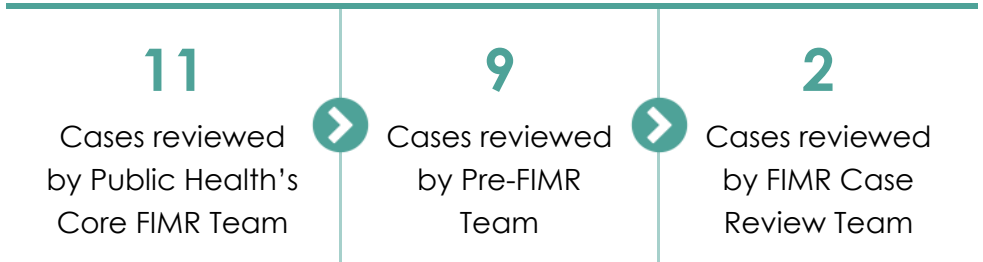 11
Cases reviewed
by Public Health's
Core FIMR Team
9
Cases reviewed
by Pre-FIMR
Team
2
Cases reviewed
by FIMR Case
Review Team